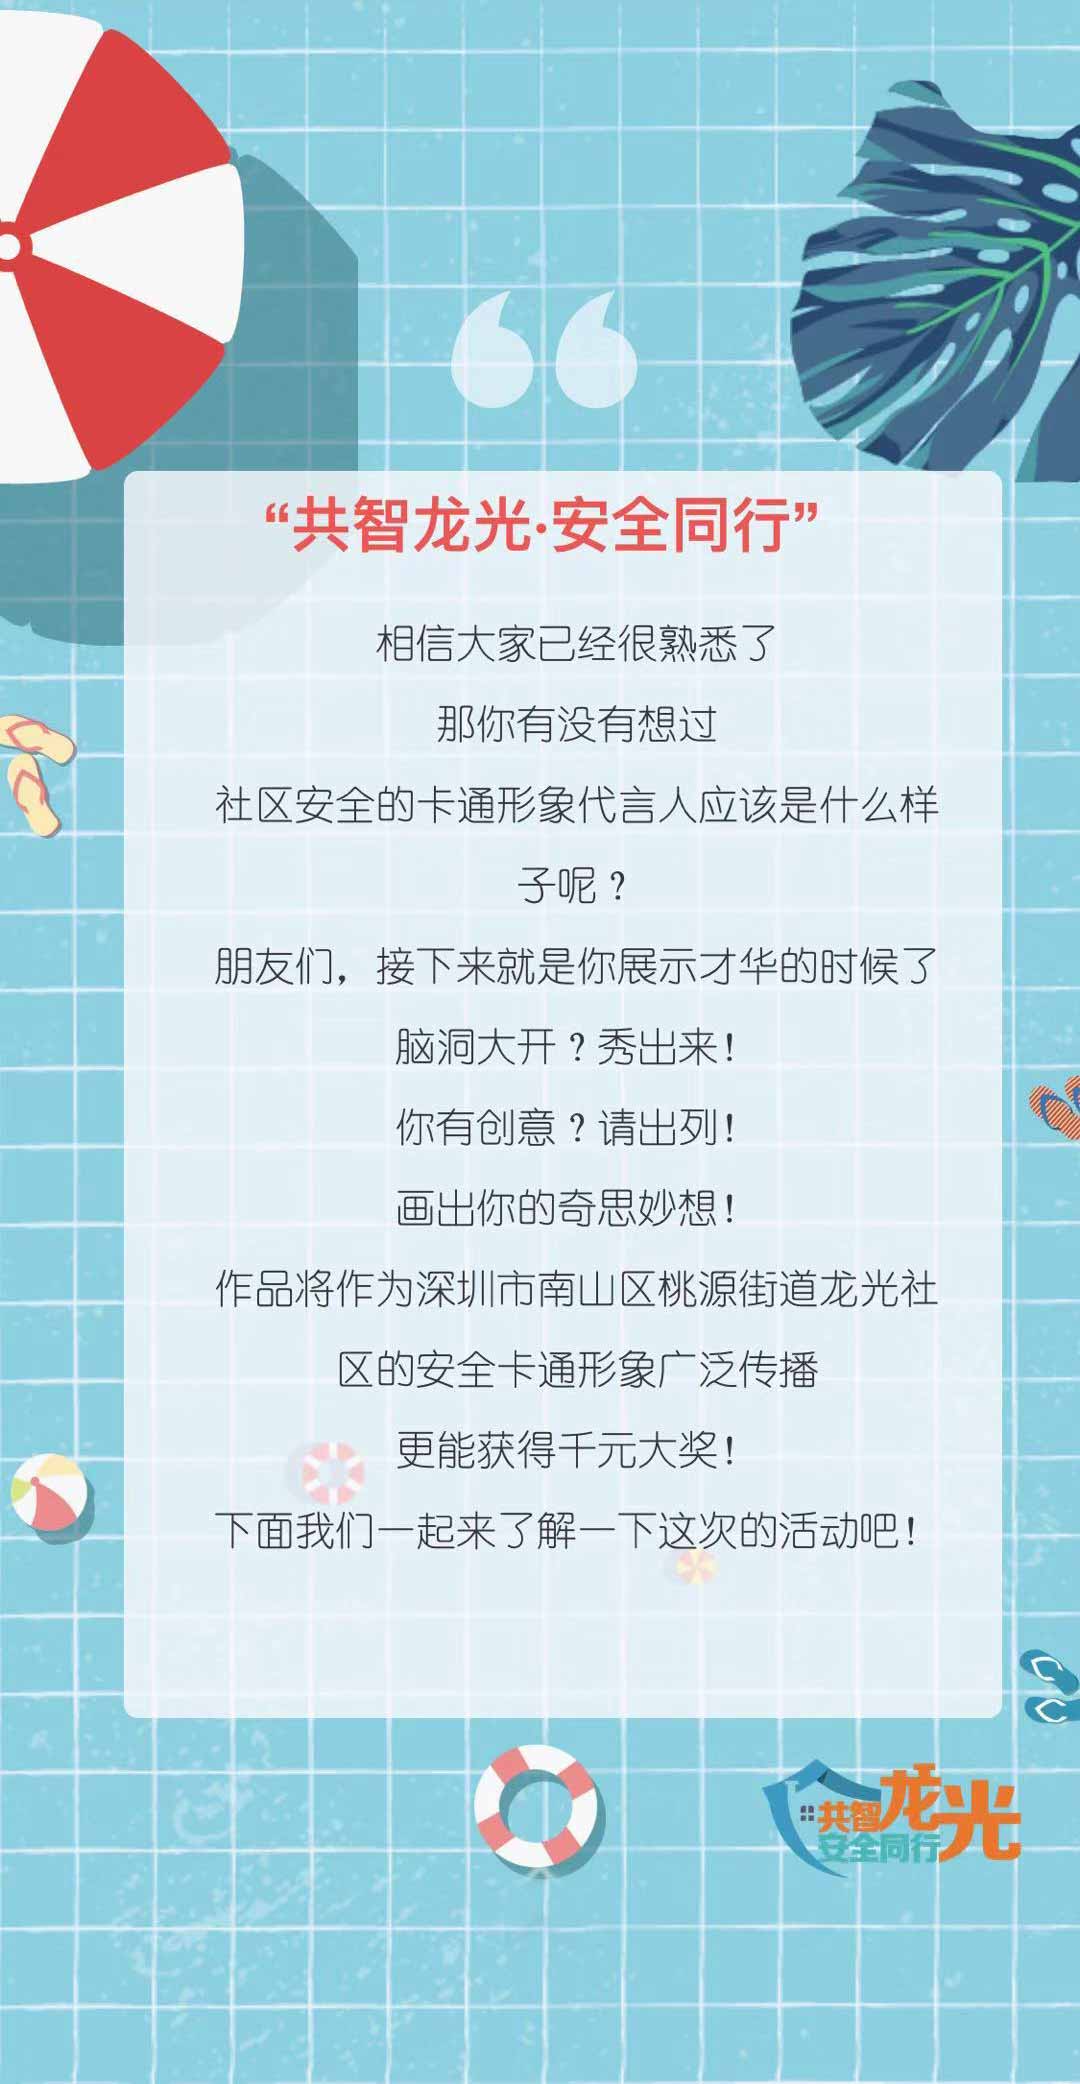 “共智龙光·安全同行”
相信大家已经很熟悉了
那你有没有想过
社区安全的卡通形象代言人应该是什么样
子呢？
朋友们，接下来就是你展示才华的时候了
脑洞大开？秀出来！
你有创意？请出列！
画出你的奇思妙想！
作品将作为深圳市南山区桃源街道龙光社
区的安全卡通形象广泛传播
更能获得千元大奖！
下面我们一起来了解一下这次的活动吧！
共智龙光
安全同行